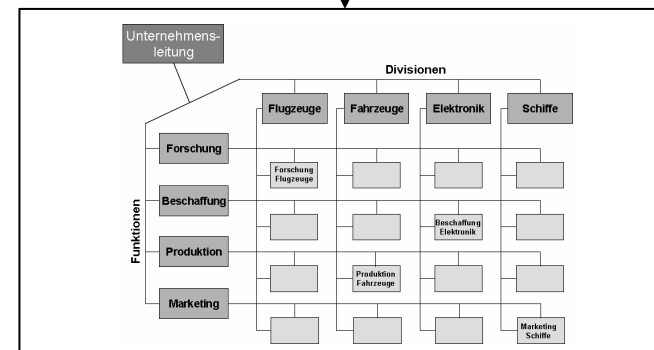 Unternehmens-
leitung
Divisionen
Flugzeuge Fahrzeuge Elektronik Schiffe
Funktionen
Forschung
Forschung
Flugzeuge
Beschaffung
Beschaffung
Elektronik
Produktion
Produktion
Fahrzeuge
Marketing
Marketing
Schiffe